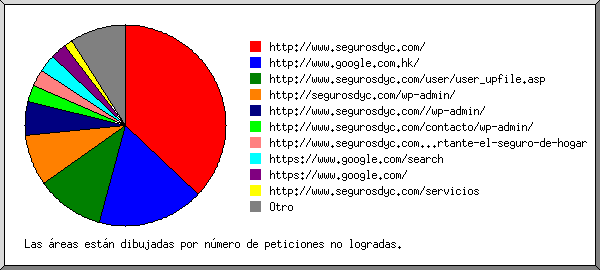 http://www.segurosdyc.com/
http://www.google.com.hk/
http://www.segurosdyc.com/user/user_upfile.asp
http://segurosdyc.com/wp-admin/
http://www.segurosdyc.com//wp-admin/
http://www.segurosdyc.com/contacto/wp-admin/
http://www.segurosdyc.com...rtante-el-seguro-de-hogar
https://www.google.com/search
https://www.google.com/
http://www.segurosdyc.com/servicios
Otro
Las áreas están dibujadas por número de peticiones no logradas.